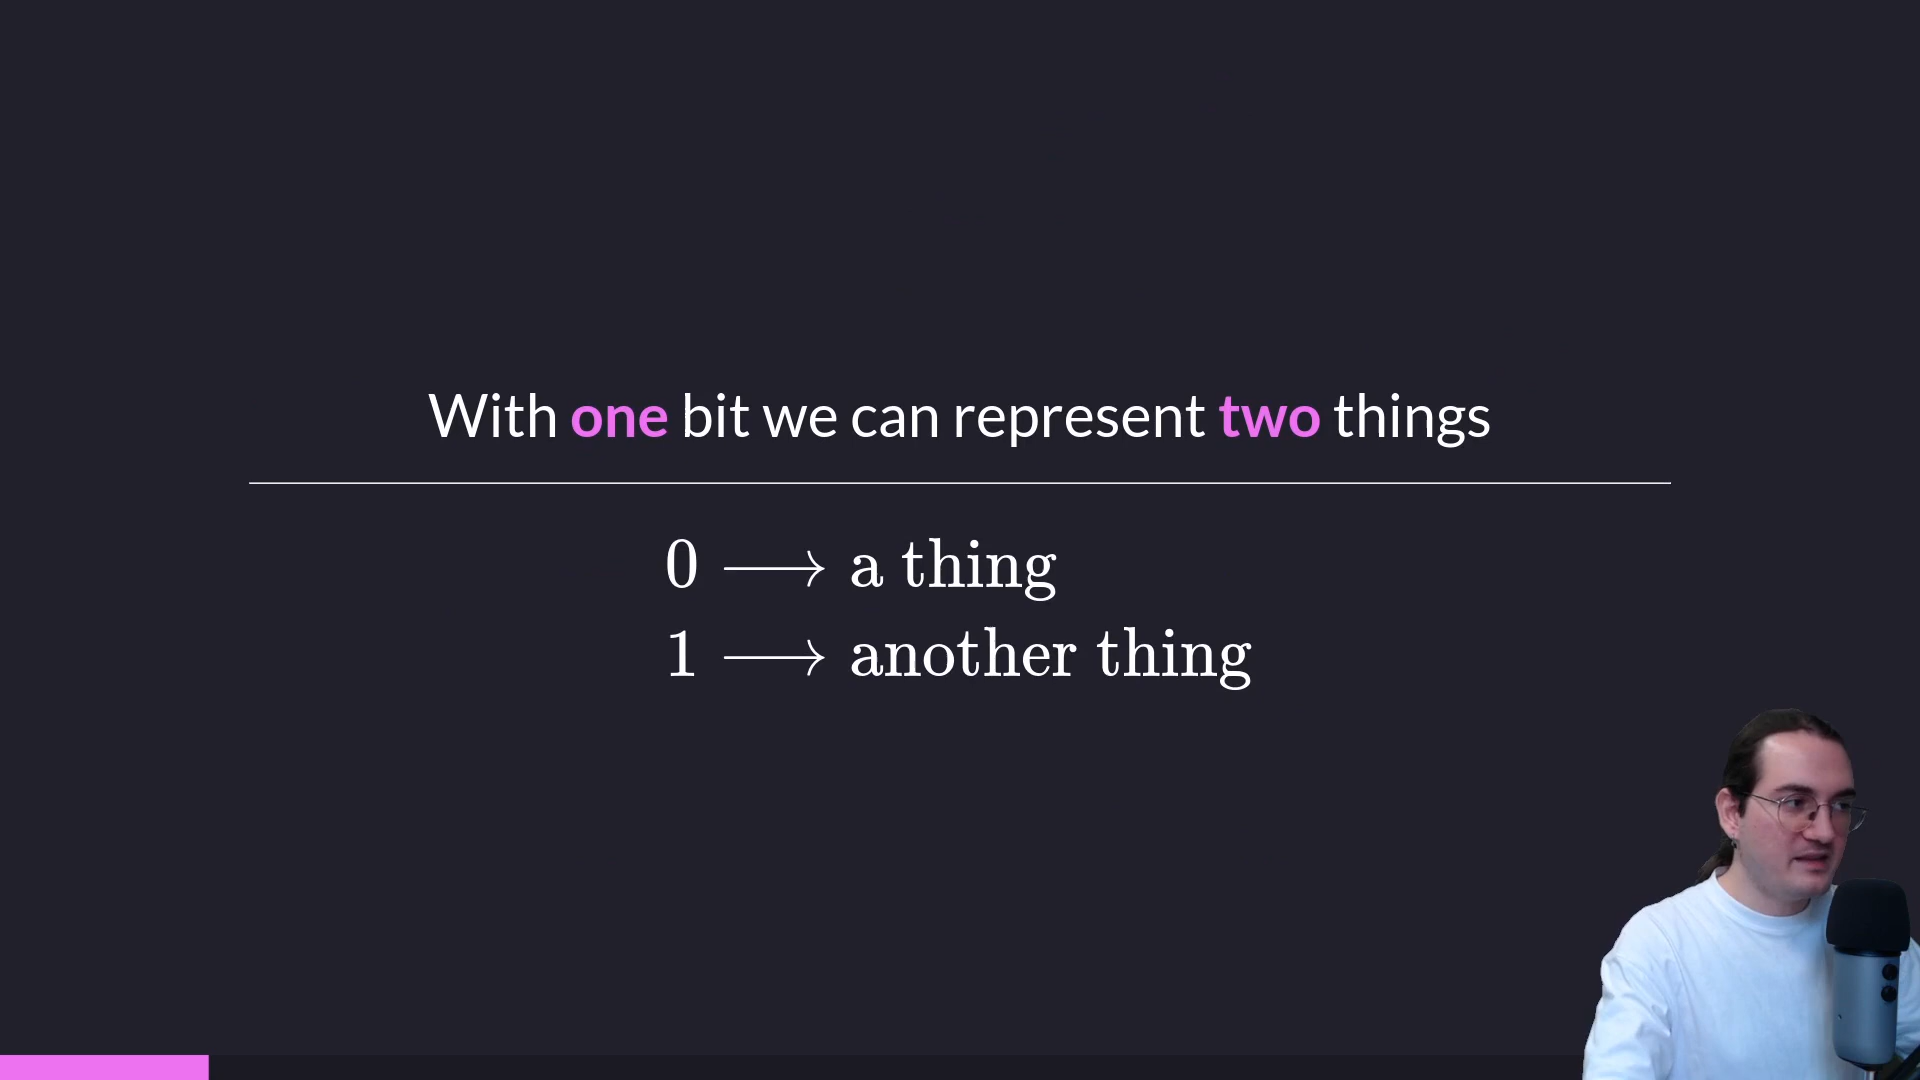 With one bit we can represent two things
0 ⟶ a thing
1 ⟶ another thing